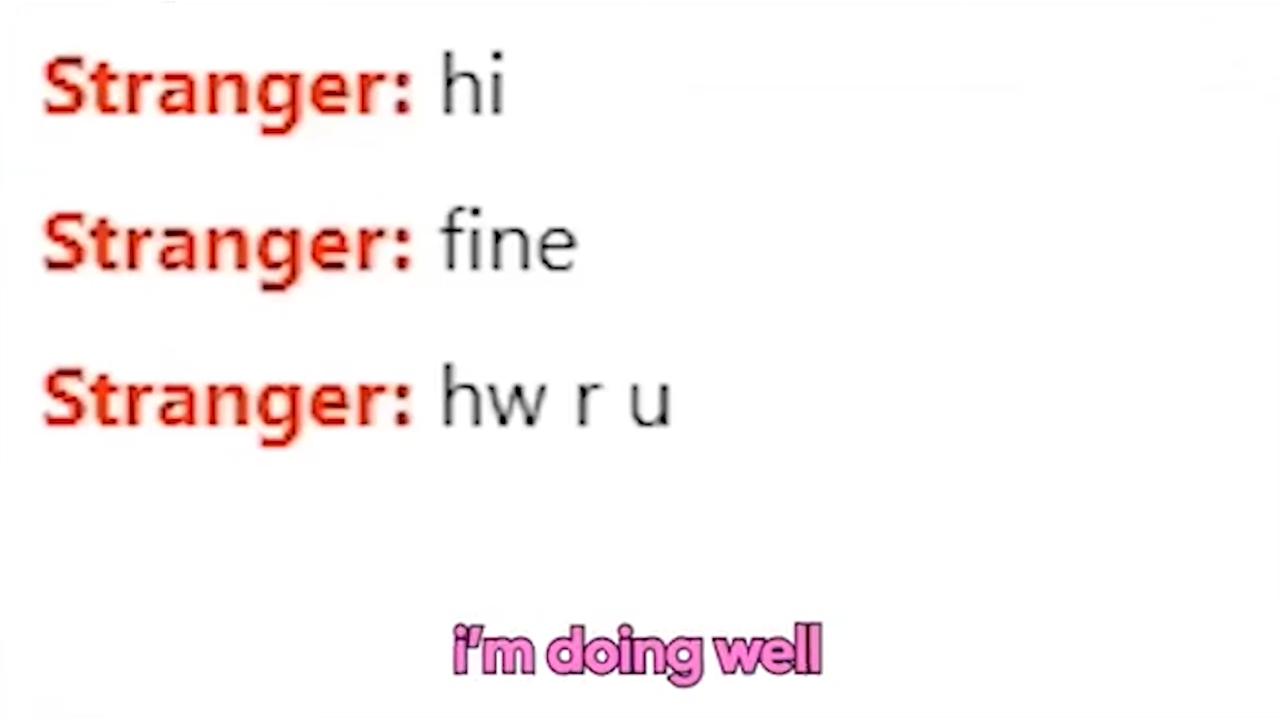 Stranger: hi
Stranger: fine
Stranger: hw r u
i'm doing well